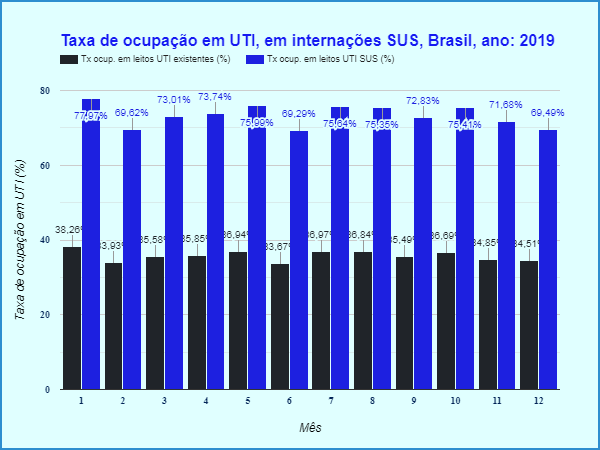 Taxa de ocupação em UTI, em internações SUS, Brasil, ano: 2019
Tx ocup. em leitos UTI existentes (%) Tx ocup. em leitos UTI SUS (%)
Taxa de ocupação em UTI (%)
80
60
40
20
0
77,97% 69,62% 73,01% 73,74% 75,99% 69,29% 75,64% 75,35% 72,83% 75,41% 71,68% 69,49%
38,26% 33,93% 35,58% 35,85% 36,94% 33,67% 36,97% 36,84% 35,49% 36,69% 34,85% 34,51%
1 2 3 4 5 6 7 8 9 10 11 12
Mês